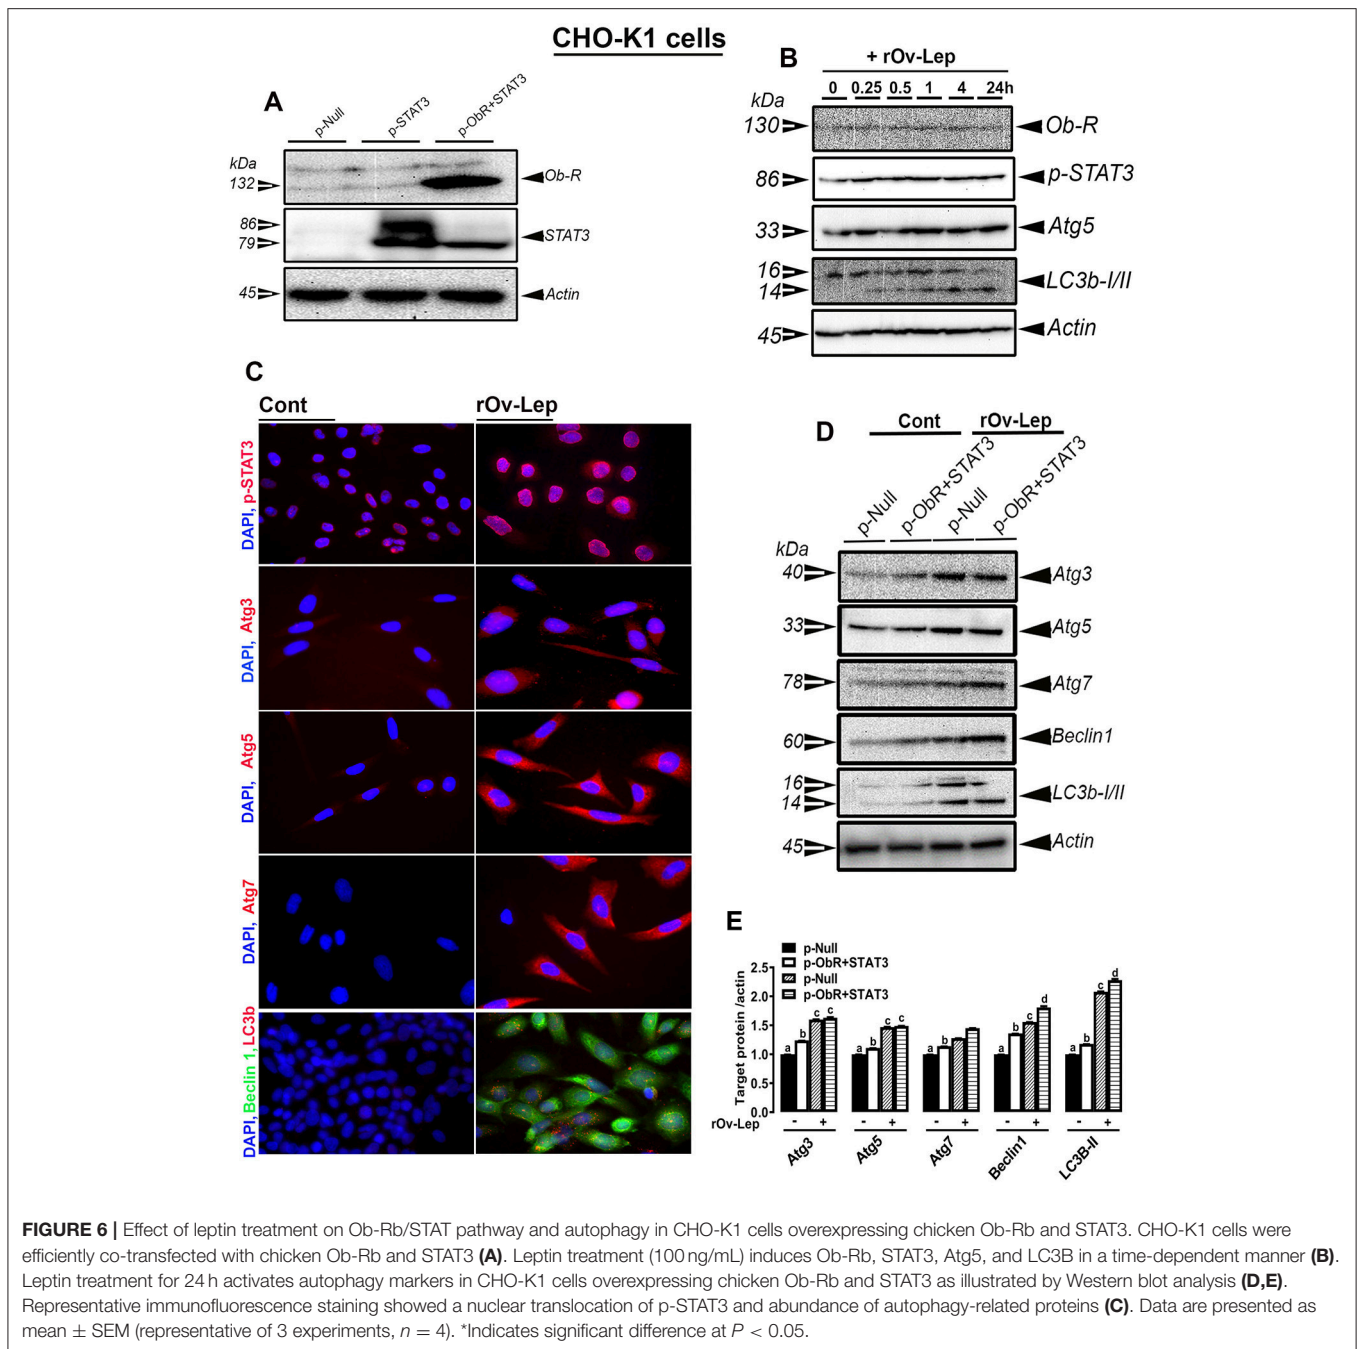 CHO-K1 cells
A
p-Null
p-STAT3
p-ObR+STAT3
kDa
132
Ob-R
86
79
STAT3
45
Actin
B
+ rOv-Lep
kDa
0 0.25 0.5 1 4 24h
130
Ob-R
86
p-STAT3
33
Atg5
16
14
LC3b-I/II
45
Actin
C
Cont
rOv-Lep
DAPI, p-STAT3
DAPI, Atg3
DAPI, Atg5
DAPI, Atg7
DAPI, Beclin 1, LC3b
D
Cont
rOv-Lep
p-Null
p-ObR+STAT3
p-Null
p-ObR+STAT3
kDa
40
Atg3
33
Atg5
78
Atg7
60
Beclin1
16
14
LC3b-I/II
45
Actin
E
p-Null
p-ObR+STAT3
p-Null
p-ObR+STAT3
Target protein /actin
2.5
2.0
1.5
1.0
0.5
0.0
a b c c
a b c c
a b c d
a b c d
a b c d
rOv-Lep - + - + - + - + - +
Atg3
Atg5
Atg7
Beclin1
LC3B-II
FIGURE 6 | Effect of leptin treatment on Ob-Rb/STAT pathway and autophagy in CHO-K1 cells overexpressing chicken Ob-Rb and STAT3. CHO-K1 cells were
efficiently co-transfected with chicken Ob-Rb and STAT3 (A). Leptin treatment (100 ng/mL) induces Ob-Rb, STAT3, Atg5, and LC3B in a time-dependent manner (B).
Leptin treatment for 24 h activates autophagy markers in CHO-K1 cells overexpressing chicken Ob-Rb and STAT3 as illustrated by Western blot analysis (D,E).
Representative immunofluorescence staining showed a nuclear translocation of p-STAT3 and abundance of autophagy-related proteins (C). Data are presented as
mean ± SEM (representative of 3 experiments, n = 4). *Indicates significant difference at P < 0.05.